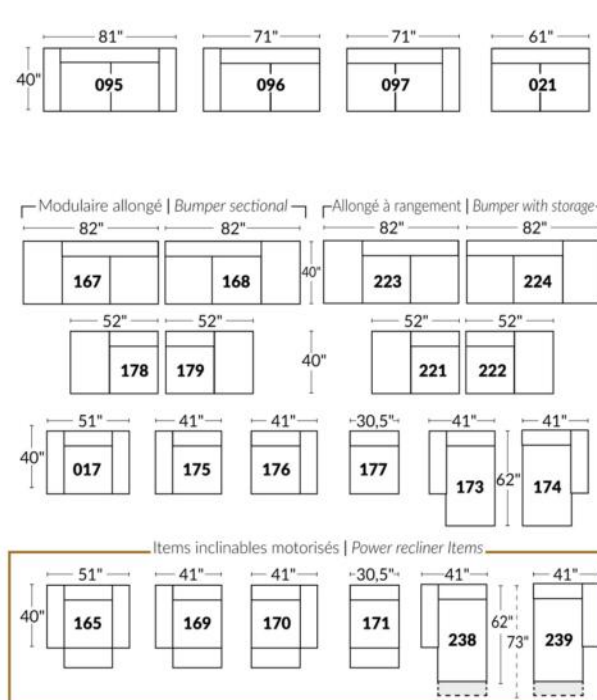 81" 71" 71" 61"
40" 095 096 097 021
Modulaire allongé | Bumper sectional Allongé à rangement | Bumper with storage
82" 82" 82" 82"
167 168 40" 223 224
52" 52" 52" 52"
178 179 40" 221 222
51" 41" 41" 30,5" 41" 41"
40" 017 175 176 177 173 62" 174
Items inclinables motorisés | Power recliner Items
51" 41" 41" 30,5" 41" 41"
40" 165 169 170 171 238 62" 73" 239